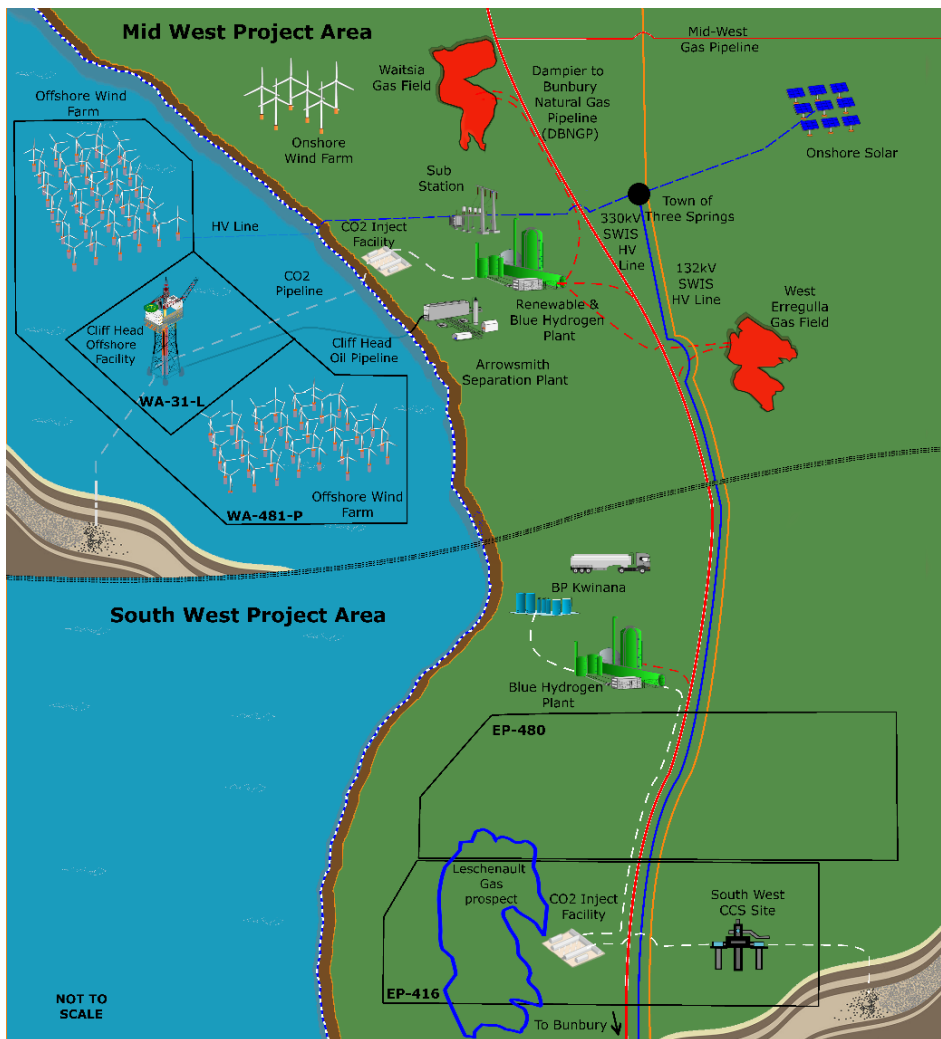 Mid West Project Area
Mid-West
Gas Pipeline
Waitsia
Gas Field
Dampier to
Bunbury
Natural Gas
Pipeline
(DBNGP)
Offshore Wind
Farm
Onshore
Wind Farm
Onshore Solar
Sub
Station
Town of
Three Springs
HV Line
CO2 Inject
Facility
330kV
SWIS
HV
Line
132kV
SWIS
HV Line
CO2
Pipeline
West
Erregulla
Gas Field
Renewable &
Blue Hydrogen
Plant
Cliff Head
Offshore
Facility
Cliff Head
Oil Pipeline
Arrowsmith
Separation Plant
WA-31-L
Offshore Wind
Farm
WA-481-P
BP Kwinana
South West Project Area
Blue Hydrogen
Plant
EP-480
Leschenault
Gas
prospect
CO2 Inject
Facility
South West
CCS Site
EP-416
NOT TO
SCALE
To Bunbury